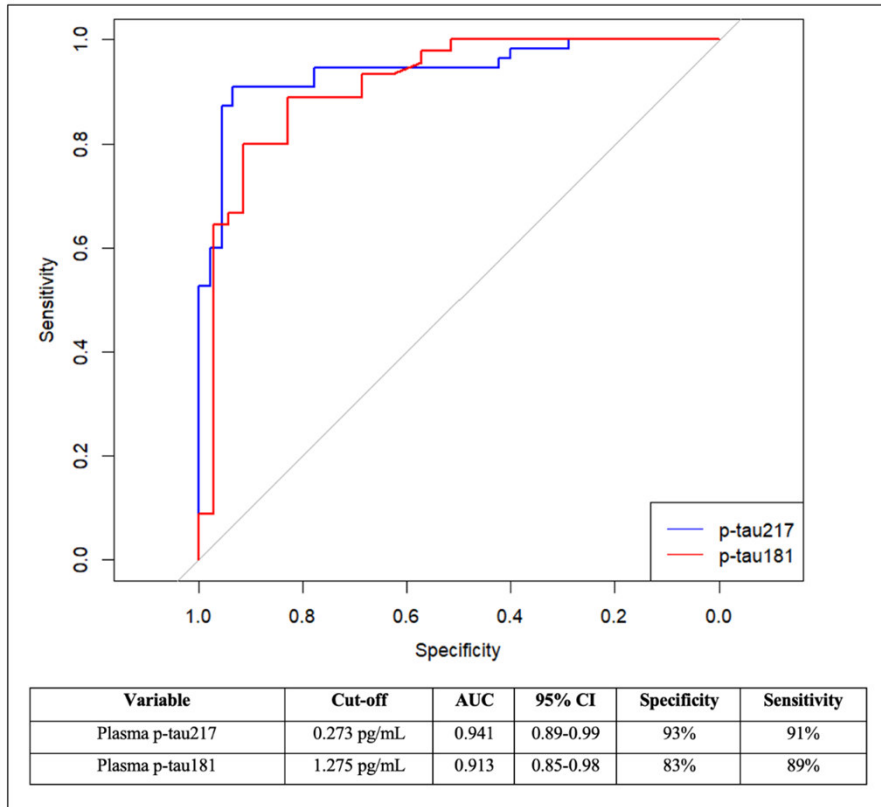 1.0
0.8
0.6
0.4
0.2
0.0
Sensitivity
p-tau217
p-tau181
1.0 0.8 0.6 0.4 0.2 0.0
Specificity
Variable Cut-off AUC 95% CI Specificity Sensitivity
Plasma p-tau217 0.273 pg/mL 0.941 0.89-0.99 93% 91%
Plasma p-tau181 1.275 pg/mL 0.913 0.85-0.98 83% 89%